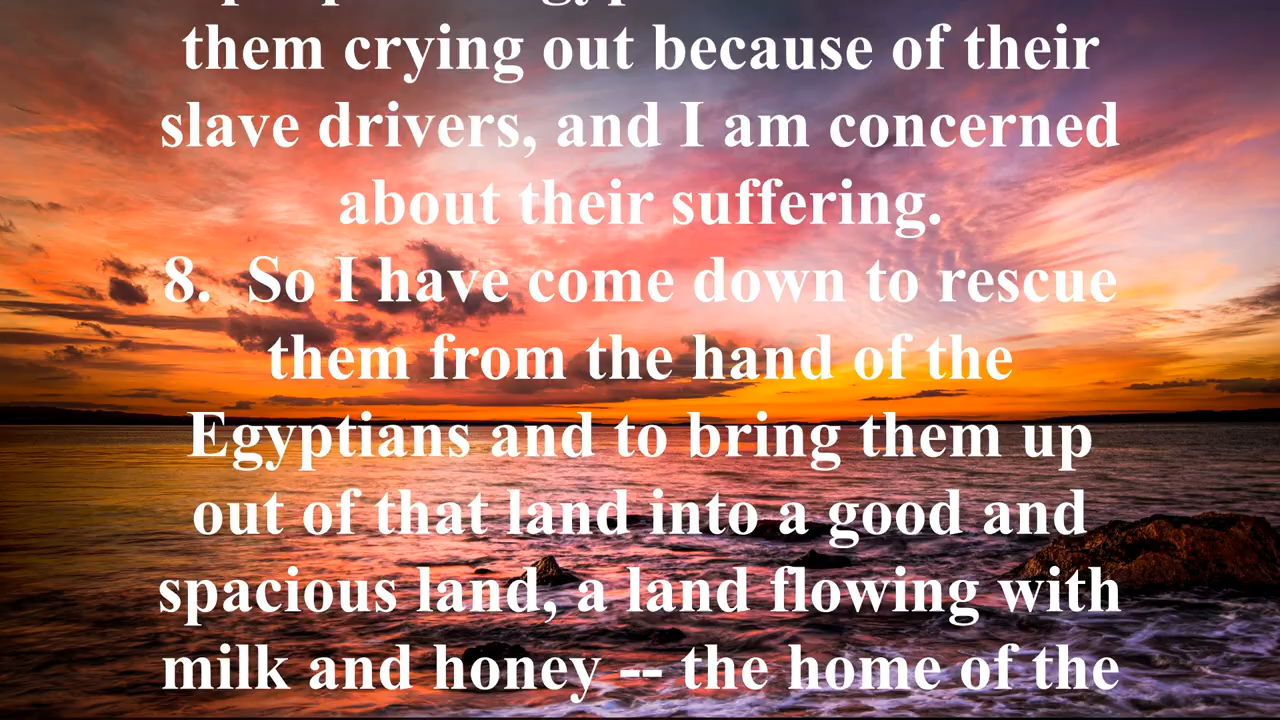 them crying out because of their
slave drivers, and I am concerned
about their suffering.
8. So I have come down to rescue
them from the hand of the
Egyptians and to bring them up
out of that land into a good and
spacious land, a land flowing with
milk and honey -- the home of the